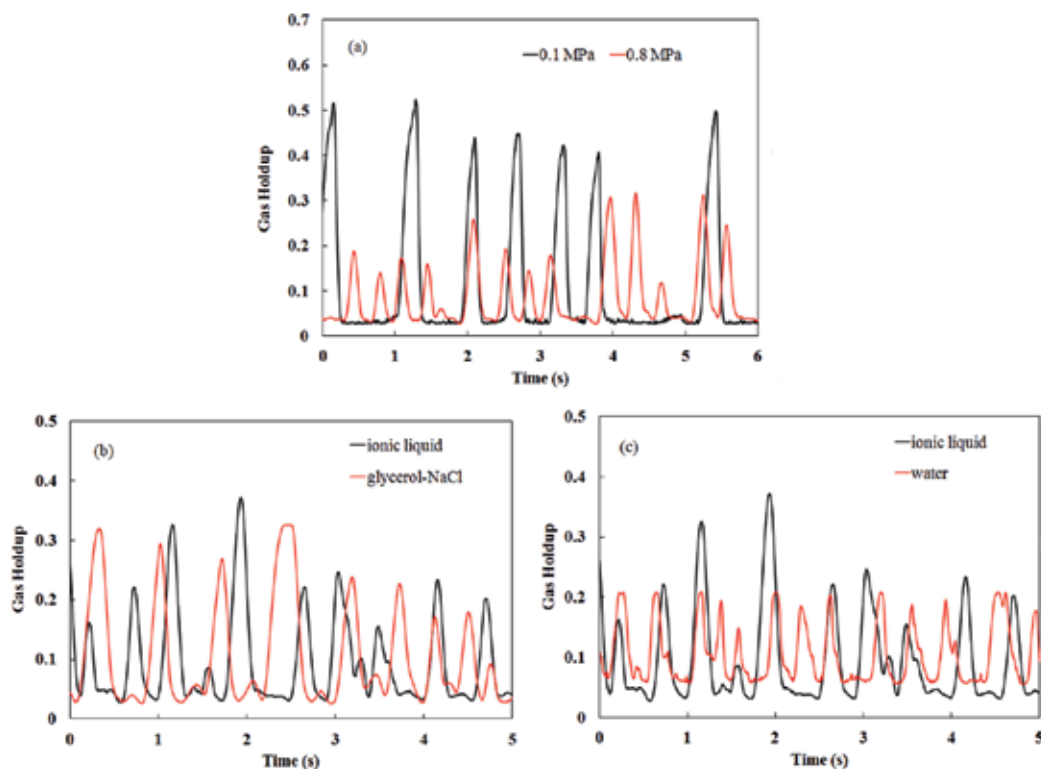 (a)
0.1 MPa 0.8 MPa
0.7
0.6
0.5
0.4
0.3
0.2
0.1
0
Gas Holdup
0 1 2 3 4 5 6
Time (s)
(b)
ionic liquid
glycerol-NaCl
0.5
0.4
0.3
0.2
0.1
0
Gas Holdup
0 1 2 3 4 5
Time (s)
(c)
ionic liquid
water
0.5
0.4
0.3
0.2
0.1
0
Gas Holdup
0 1 2 3 4 5
Time (s)